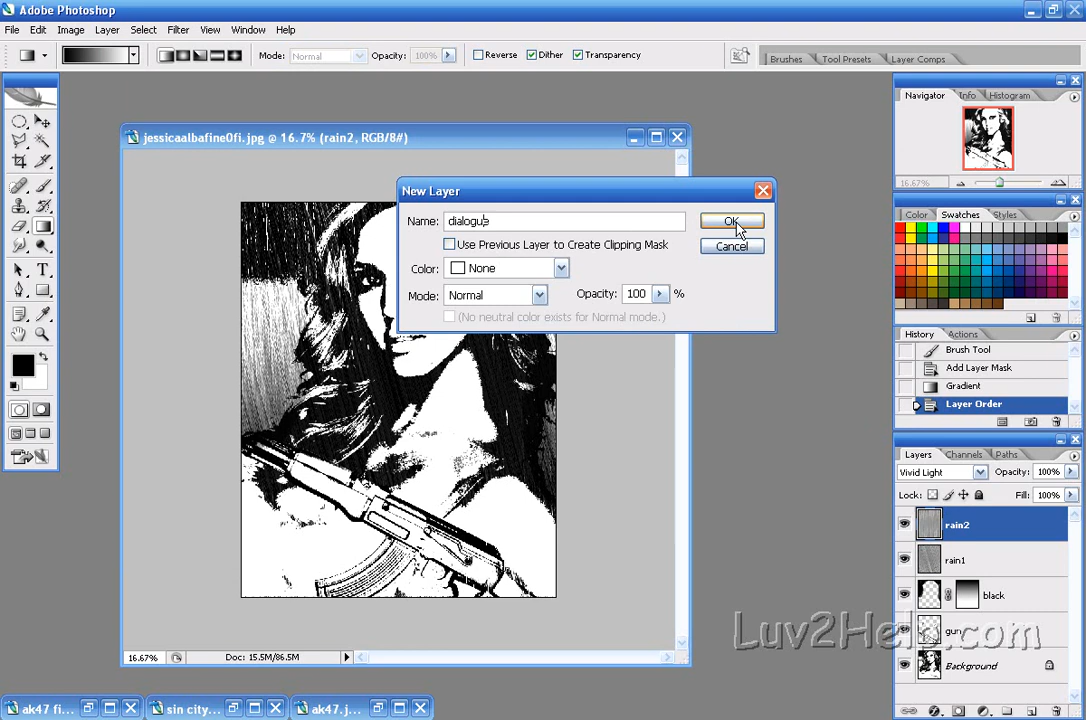 Adobe Photoshop
File Edit Image Layer Select Filter View Window Help
Mode: Normal Opacity: 100% Reverse Dither Transparency Brushes Tool Presets Layer Comps
Navigator Info Histogram
jessicaalbafine0fi.jpg @ 16.7% (rain2, RGB/8#)
16.67%
New Layer
Name: dialogue OK
Use Previous Layer to Create Clipping Mask Cancel
Color: None
Mode: Normal Opacity: 100 %
(No neutral color exists for Normal mode.)
Color Swatches Styles
History Actions
Brush Tool
Add Layer Mask
Gradient
Layer Order
Layers Channels Paths
Vivid Light Opacity: 100%
Lock: Fill: 100%
rain2
rain1
black
gun
Background
Luv2Help.com
16.67% Doc: 15.5M/86.5M
ak47 fi... sin city... ak47.j...